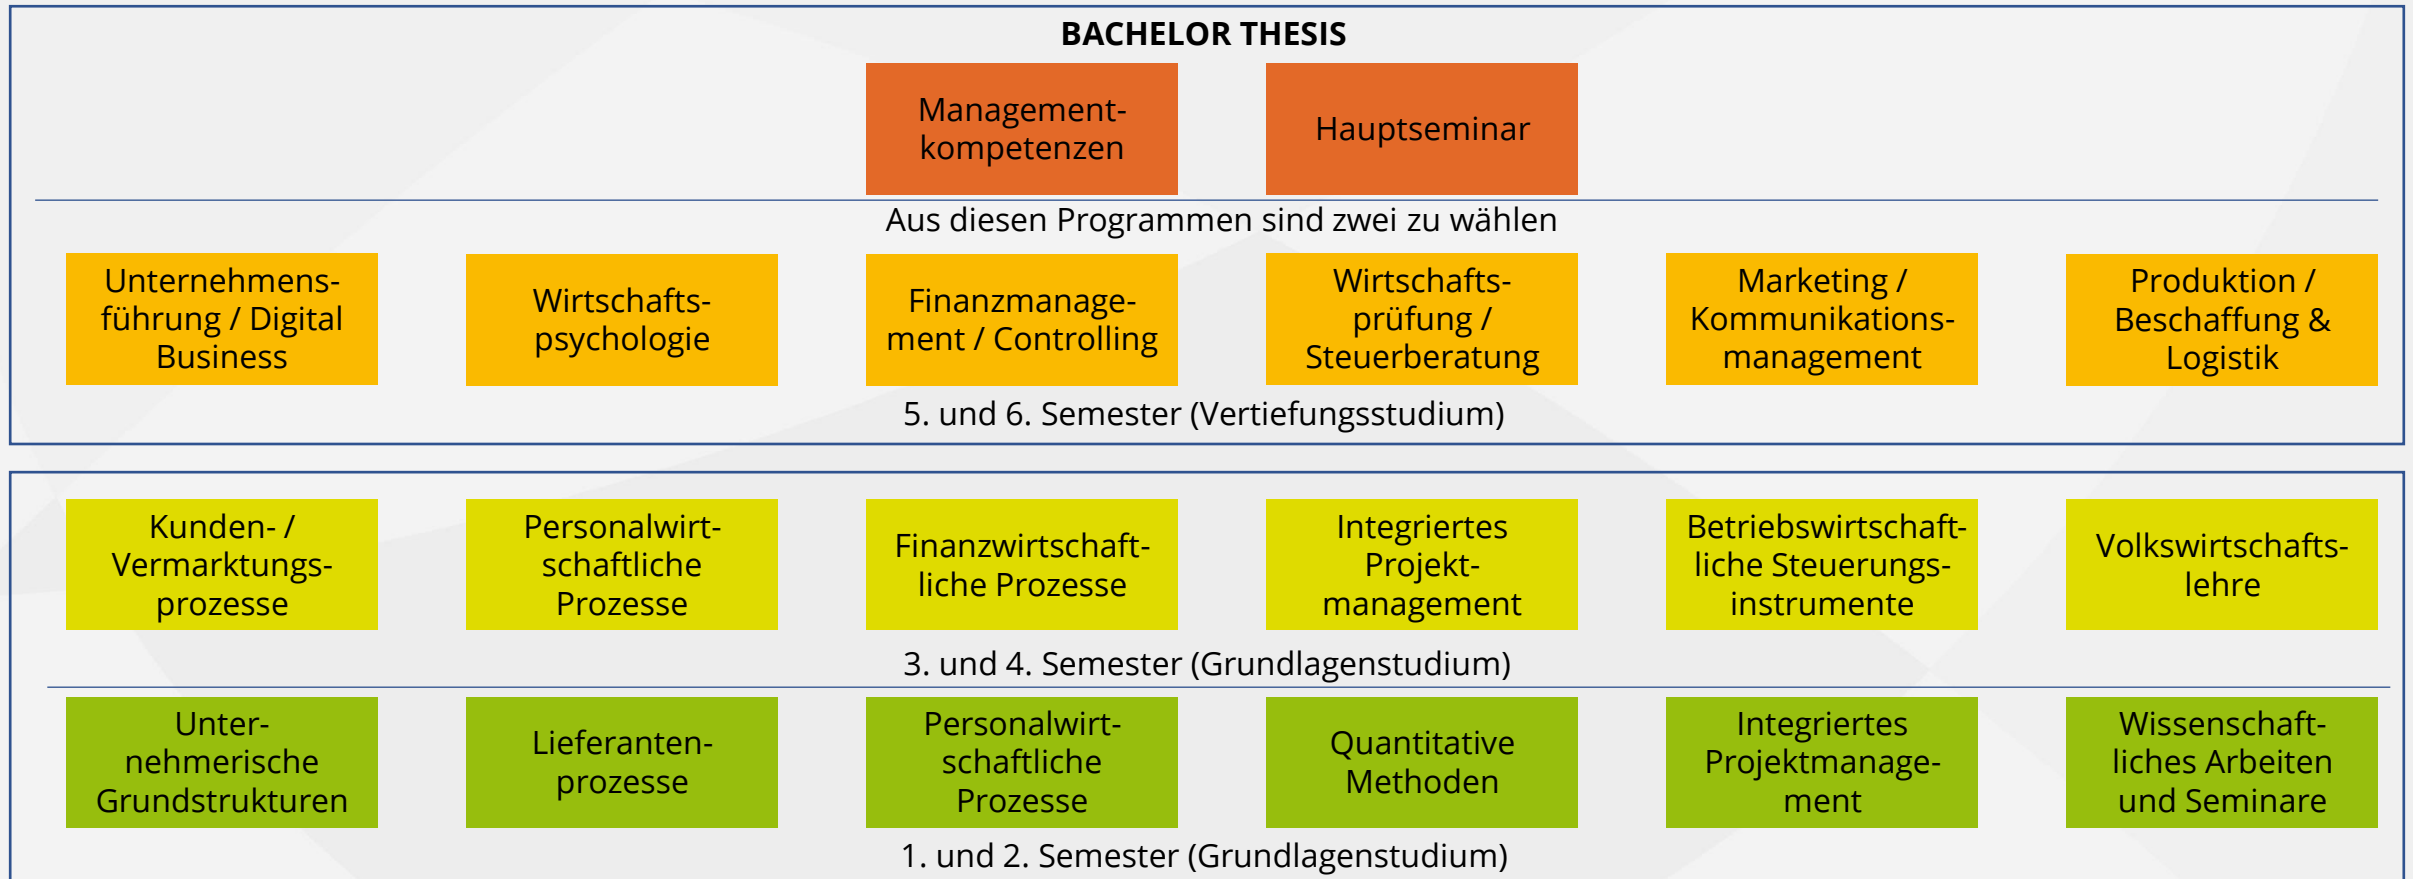 BACHELOR THESIS
Management-
kompetenzen
Hauptseminar
Aus diesen Programmen sind zwei zu wählen
Unternehmens-
führung / Digital
Business
Wirtschafts-
psychologie
Finanzmanage-
ment / Controlling
Wirtschafts-
prüfung /
Steuerberatung
Marketing /
Kommunikations-
management
Produktion /
Beschaffung &
Logistik
5. und 6. Semester (Vertiefungsstudium)
Kunden- /
Vermarktungs-
prozesse
Personalwirt-
schaftliche
Prozesse
Finanzwirtschaft-
liche Prozesse
Integriertes
Projekt-
management
Betriebswirtschaft-
liche Steuerungs-
instrumente
Volkswirtschafts-
lehre
3. und 4. Semester (Grundlagenstudium)
Unter-
nehmerische
Grundstrukturen
Lieferanten-
prozesse
Personalwirt-
schaftliche
Prozesse
Quantitative
Methoden
Integriertes
Projektmanage-
ment
Wissenschaft-
liches Arbeiten
und Seminare
1. und 2. Semester (Grundlagenstudium)